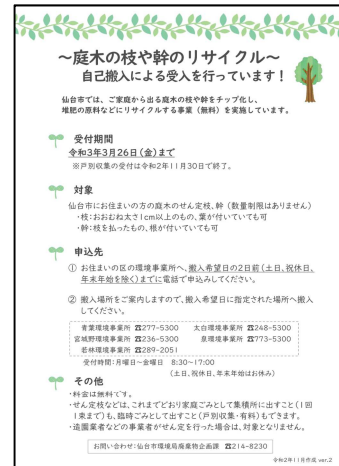 ～庭木の枝や幹のリサイクル～
自己搬入による受入を行っています！
仙台市では、ご家庭から出る庭木の枝や幹をチップ化し、
堆肥の原料などにリサイクルする事業（無料）を実施しています。
受付期間
令和3年3月26日（金）まで
※戸別収集の受付は令和2年11月30日で終了。
対象
仙台市にお住まいの方の庭木のせん定枝、幹（数量制限はありません）
・枝：おおむね太さ1cm以上のもの、葉が付いていても可
・幹：枝を払ったもの、根が付いていても可
申込先
① お住まいの区の環境事業所へ、搬入希望日の2日前（土日、祝休日、
年末年始を除く）までに電話で申込みしてください。
② 搬入場所をご案内しますので、搬入希望日に指定された場所へ搬入
してください。
青葉環境事業所 ☎277-5300 太白環境事業所 ☎248-5300
宮城野環境事業所 ☎236-5300 泉環境事業所 ☎773-5300
若林環境事業所 ☎289-2051
受付時間：月曜日～金曜日 8:30～17:00
（土日、祝休日、年末年始はお休み）
その他
・料金は無料です。
・せん定枝などは、これまでどおり家庭ごみとして集積所に出すこと（1回
1束まで）も、臨時ごみとして出すこと（戸別収集・有料）もできます。
・造園業者などの事業者がせん定を行った場合は、対象となりません。
お問い合わせ：仙台市環境局廃棄物企画課 ☎214-8230
令和2年11月作成 ver.2